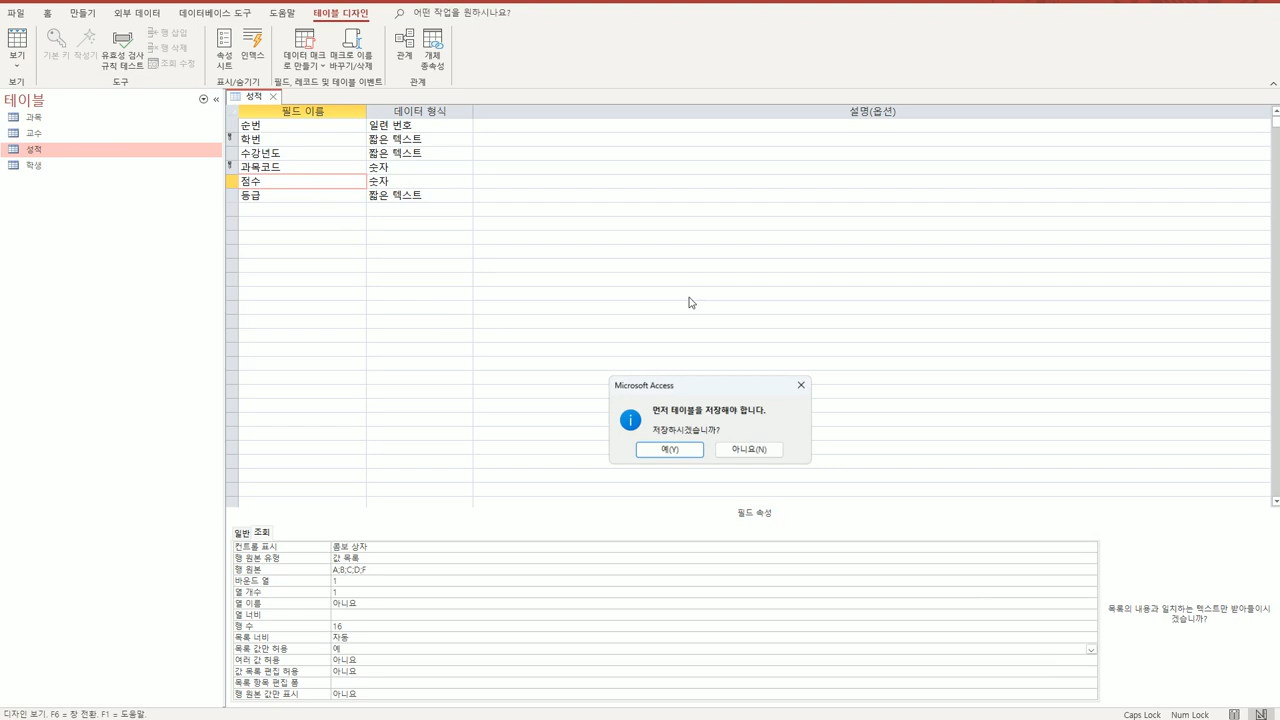 파일 홈 만들기 외부 데이터 데이터베이스 도구 도움말 테이블 디자인 어떤 작업을 원하시나요?
보기 기본 키 작성기 유효성 검사 규칙 테스트 행 삽입 행 삭제 조회 수정 속성 시트 인덱스 데이터 매크로 만들기 매크로 이름 바꾸기/삭제 관계 개체 종속성
보기 도구 표시/숨기기 필드, 레코드 및 테이블 이벤트 관계
테이블 «
과목
교수
성적
학생
성적
필드 이름 데이터 형식 설명(옵션)
순번 일련 번호
학번 짧은 텍스트
수강년도 짧은 텍스트
과목코드 숫자
점수 숫자
등급 짧은 텍스트
Microsoft Access
먼저 테이블을 저장해야 합니다.
저장하시겠습니까?
예(Y) 아니요(N)
필드 속성
일반 조회
컨트롤 표시 콤보 상자
행 원본 유형 값 목록
행 원본 A;B;C;D;F
바운드 열 1
열 개수 1
열 이름 아니요
열 너비
행 수 16
목록 너비 자동
목록 값만 허용 예
여러 값 허용 아니요
값 목록 편집 허용 아니요
목록 항목 편집 폼
행 원본 값만 표시 아니요
목록의 내용과 일치하는 텍스트만 받아들이시
겠습니까?
디자인 보기. F6 = 창 전환. F1 = 도움말. Caps Lock Num Lock